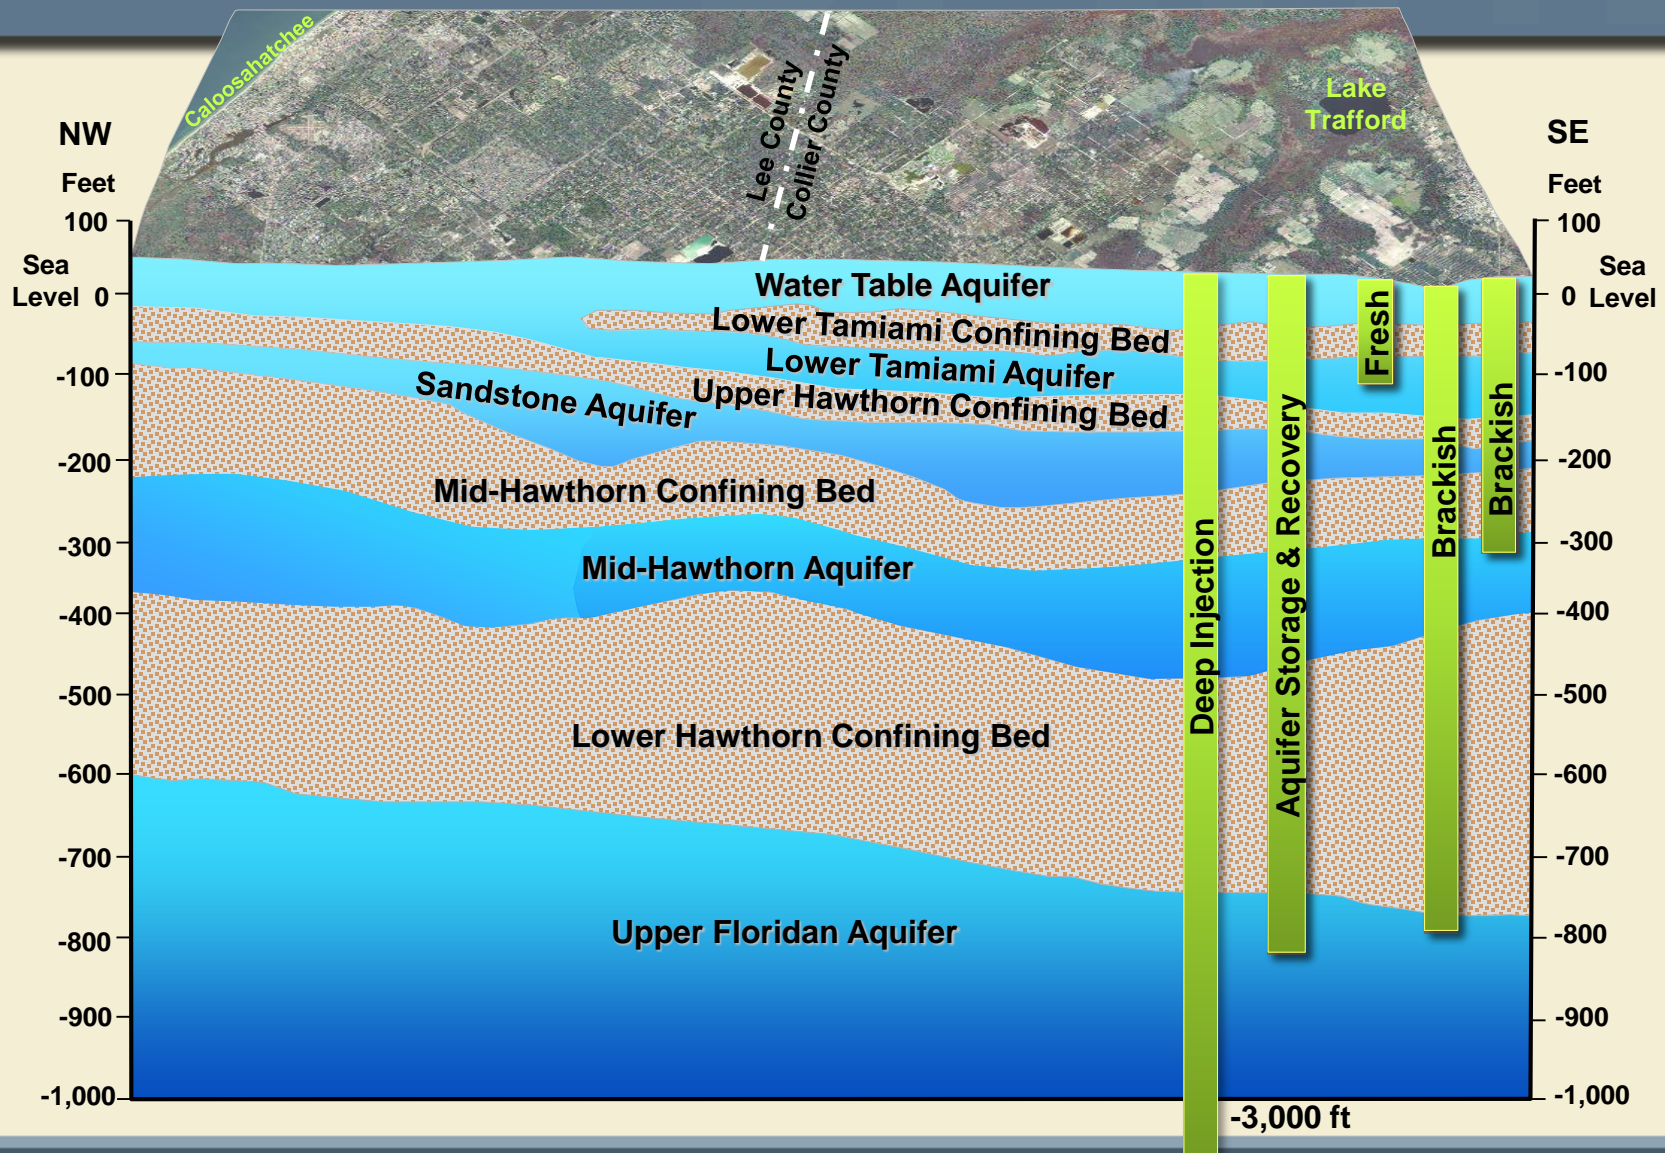 Caloosahatchee
Lee County
Collier County
Lake
Trafford
NW
SE
Feet
Feet
100
100
Sea
Level
0
Sea
Level
0
-100
-100
-200
-200
-300
-300
-400
-400
-500
-500
-600
-600
-700
-700
-800
-800
-900
-900
-1,000
-1,000
Water Table Aquifer
Lower Tamiami Confining Bed
Lower Tamiami Aquifer
Sandstone Aquifer
Upper Hawthorn Confining Bed
Mid-Hawthorn Confining Bed
Mid-Hawthorn Aquifer
Lower Hawthorn Confining Bed
Upper Floridan Aquifer
Deep Injection
Aquifer Storage & Recovery
Fresh
Brackish
Brackish
-3,000 ft